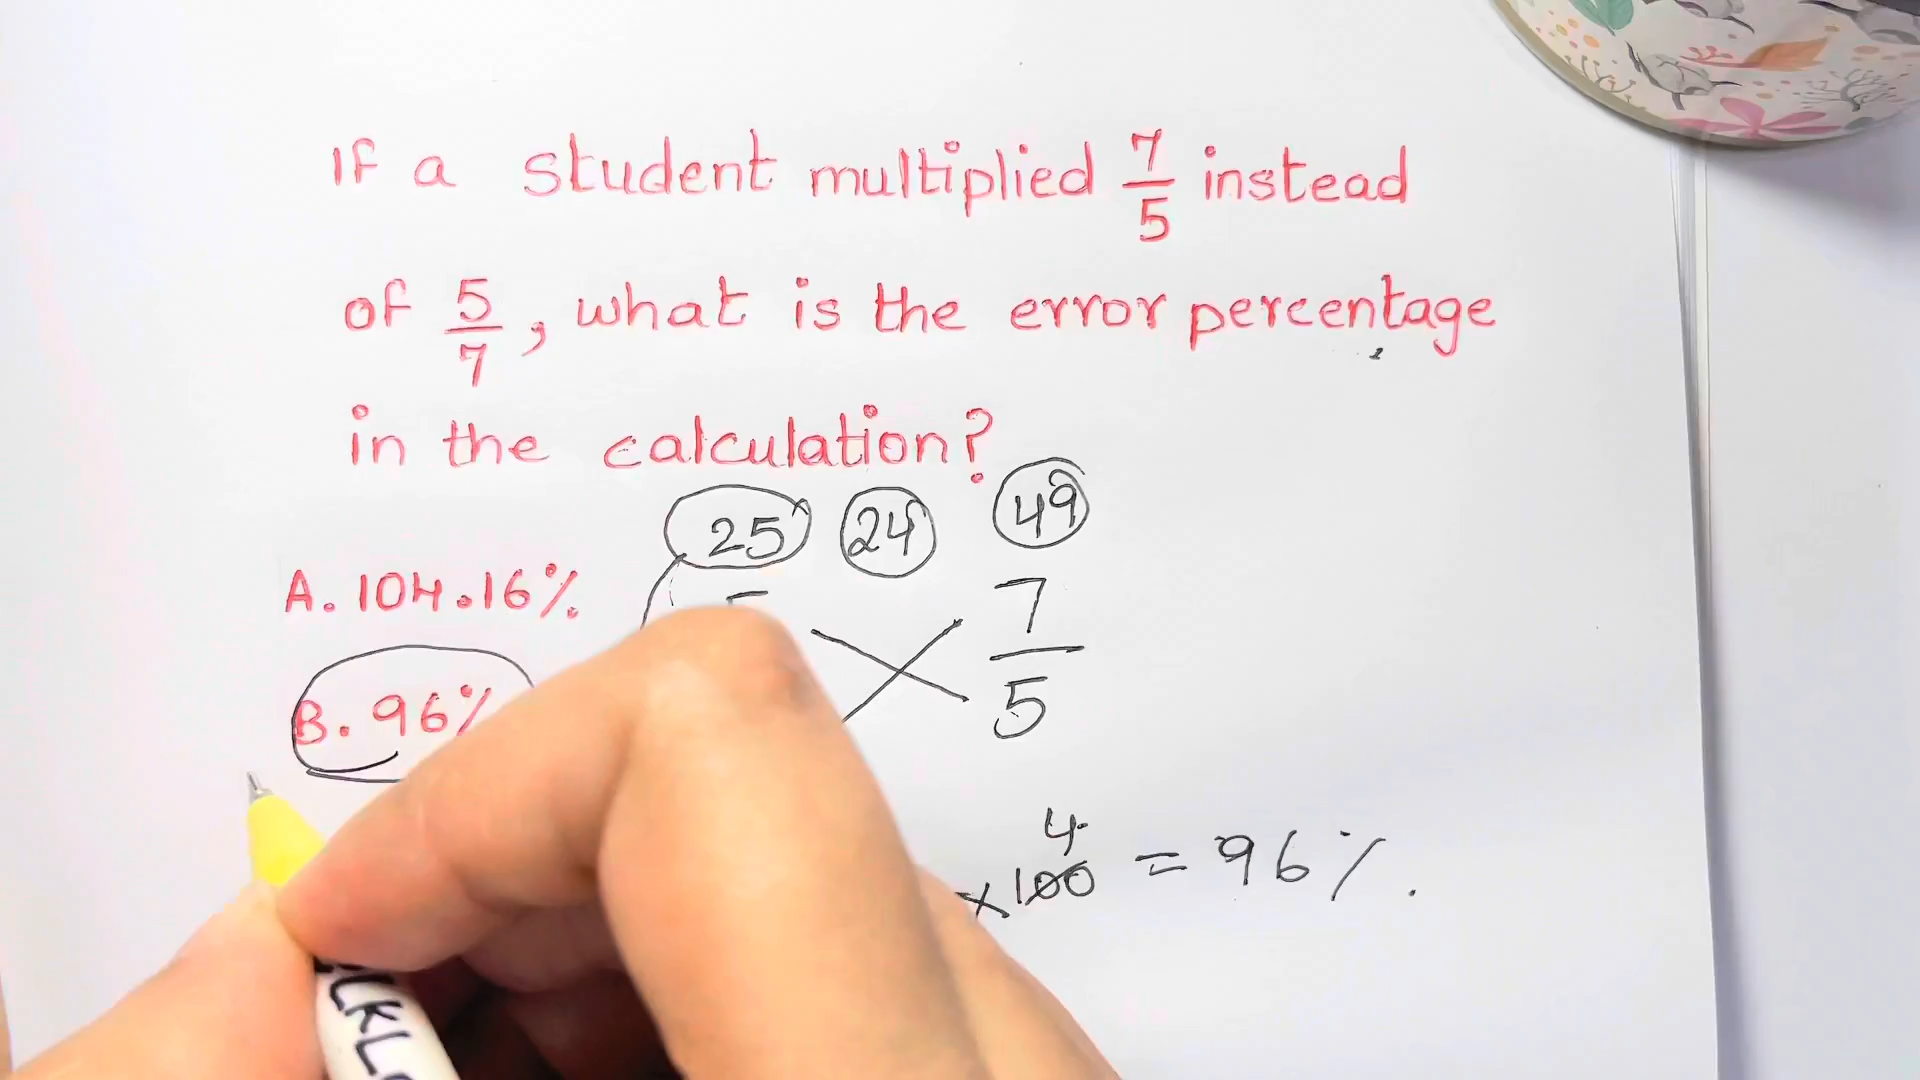 If a student multiplied 7/5 instead
of 5/7, what is the error percentage
in the calculation?
25 24 49
A. 104.16%
7
5
B. 96%
4
×100 = 96%.